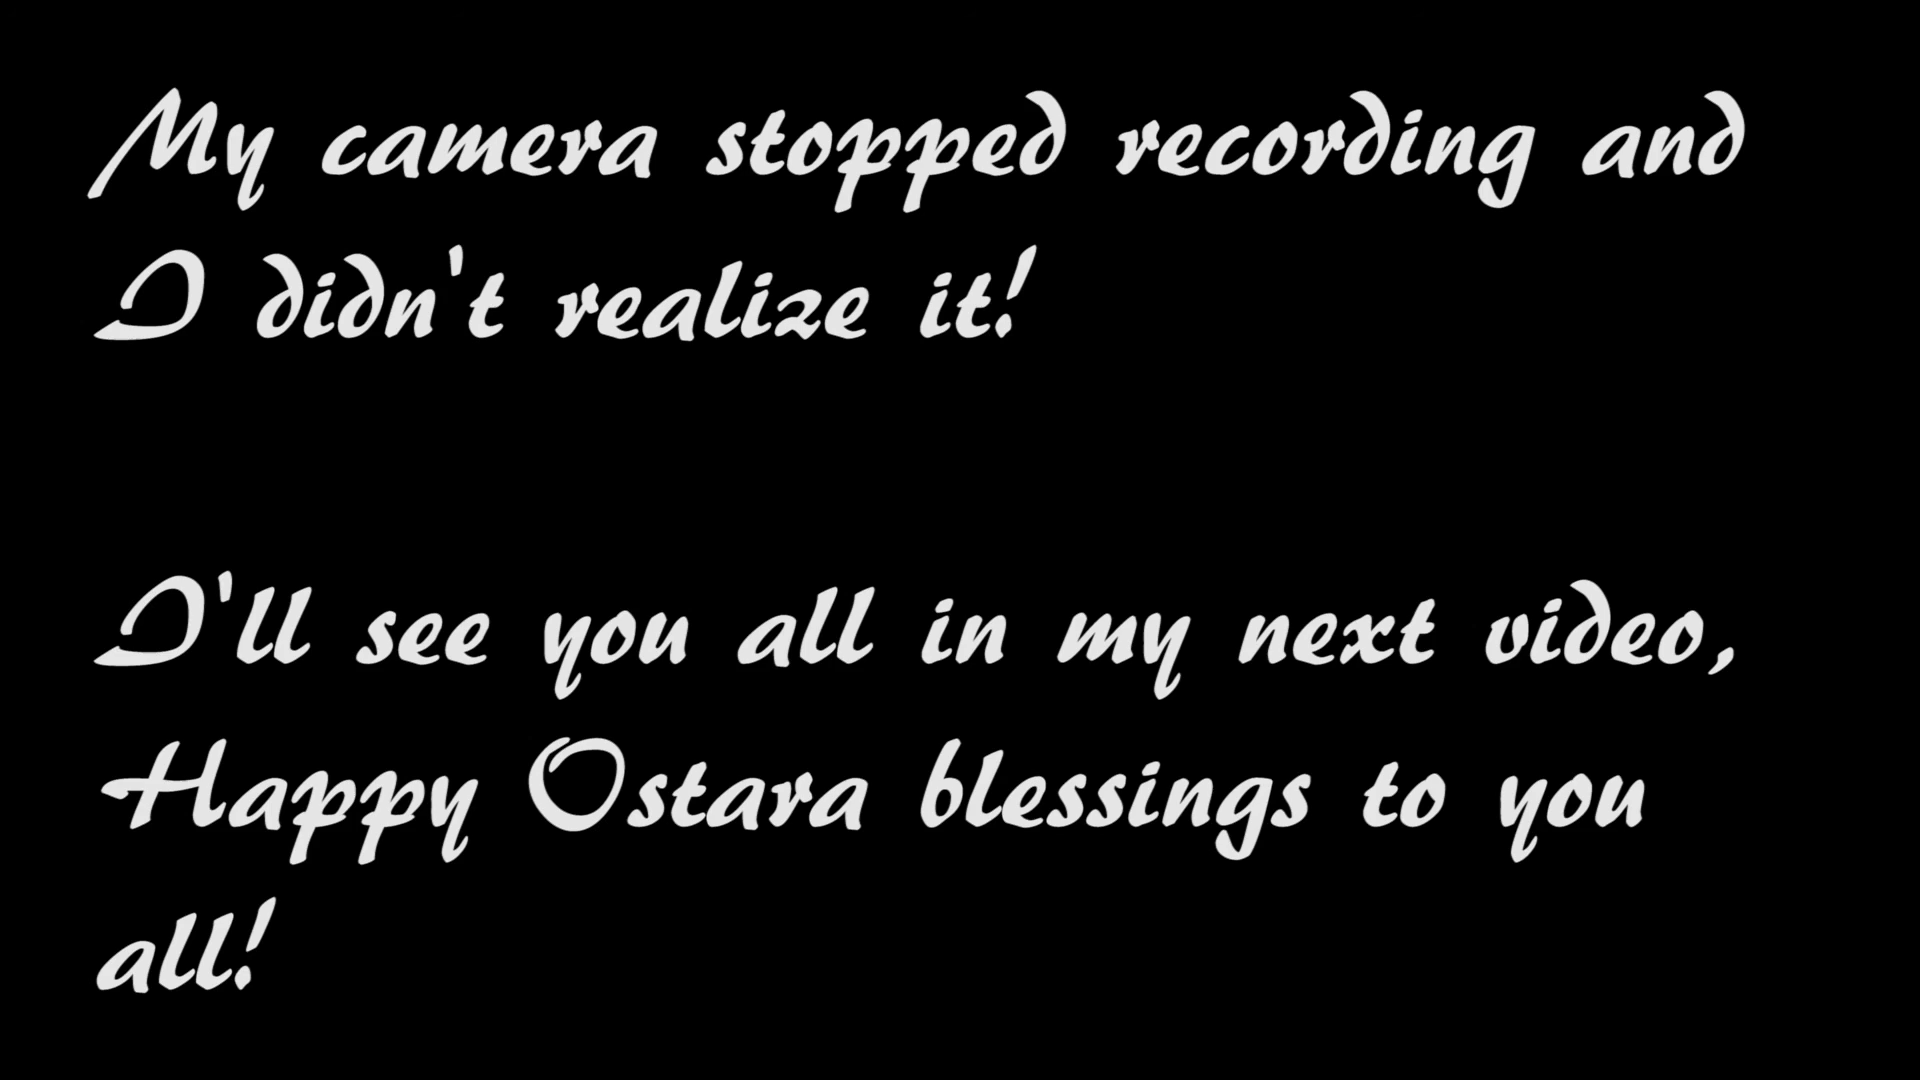 My camera stopped recording and
I didn't realize it!
I'll see you all in my next video,
Happy Ostara blessings to you
all!